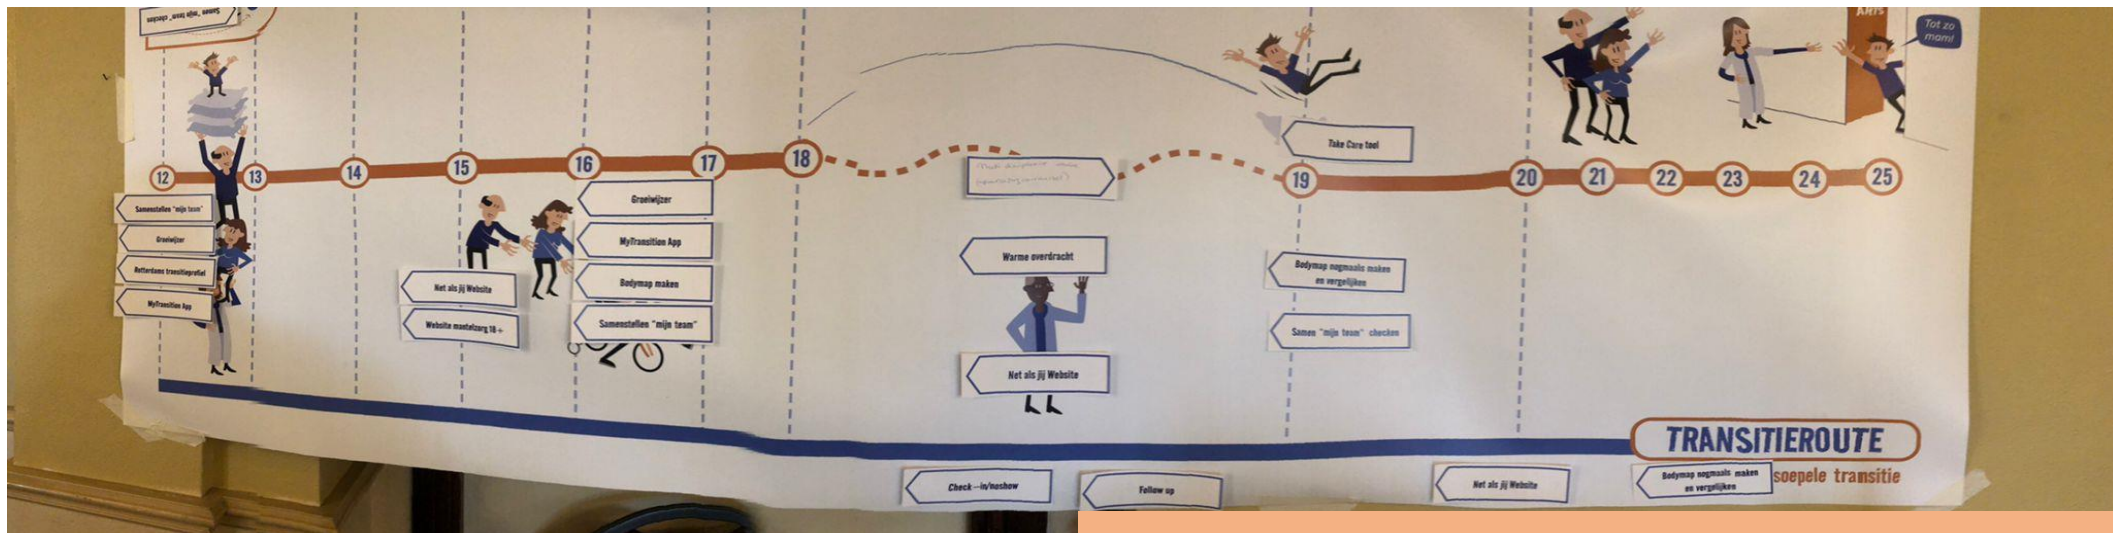 Samen "mijn team" checken
ARTS
Tot zo
mam!
12
13
14
15
16
17
18
19
20
21
22
23
24
25
Take Care tool
Samenstellen "mijn team"
Groeiwijzer
Rotterdams transitieprofiel
MyTransition App
Net als jij Website
Website mantelzorg 18+
Groeiwijzer
MyTransition App
Bodymap maken
Samenstellen "mijn team"
Warme overdracht
Net als jij Website
Bodymap nogmaals maken
en vergelijken
Samen "mijn team" checken
TRANSITIEROUTE
soepele transitie
Check-in/noshow
Follow up
Net als jij Website
Bodymap nogmaals maken
en vergelijken